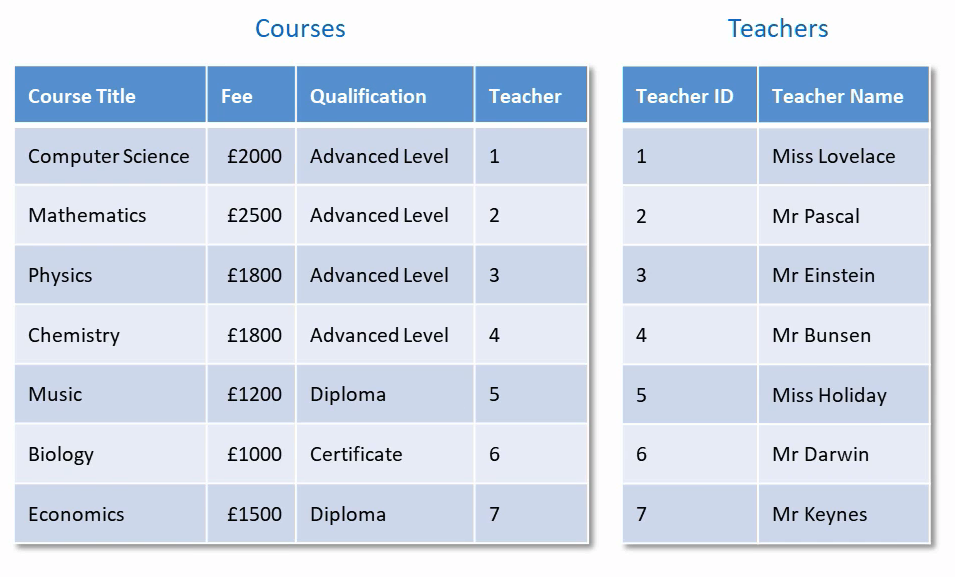 Courses
Teachers
Course Title Fee Qualification Teacher
Computer Science £2000 Advanced Level 1
Mathematics £2500 Advanced Level 2
Physics £1800 Advanced Level 3
Chemistry £1800 Advanced Level 4
Music £1200 Diploma 5
Biology £1000 Certificate 6
Economics £1500 Diploma 7
Teacher ID Teacher Name
1 Miss Lovelace
2 Mr Pascal
3 Mr Einstein
4 Mr Bunsen
5 Miss Holiday
6 Mr Darwin
7 Mr Keynes